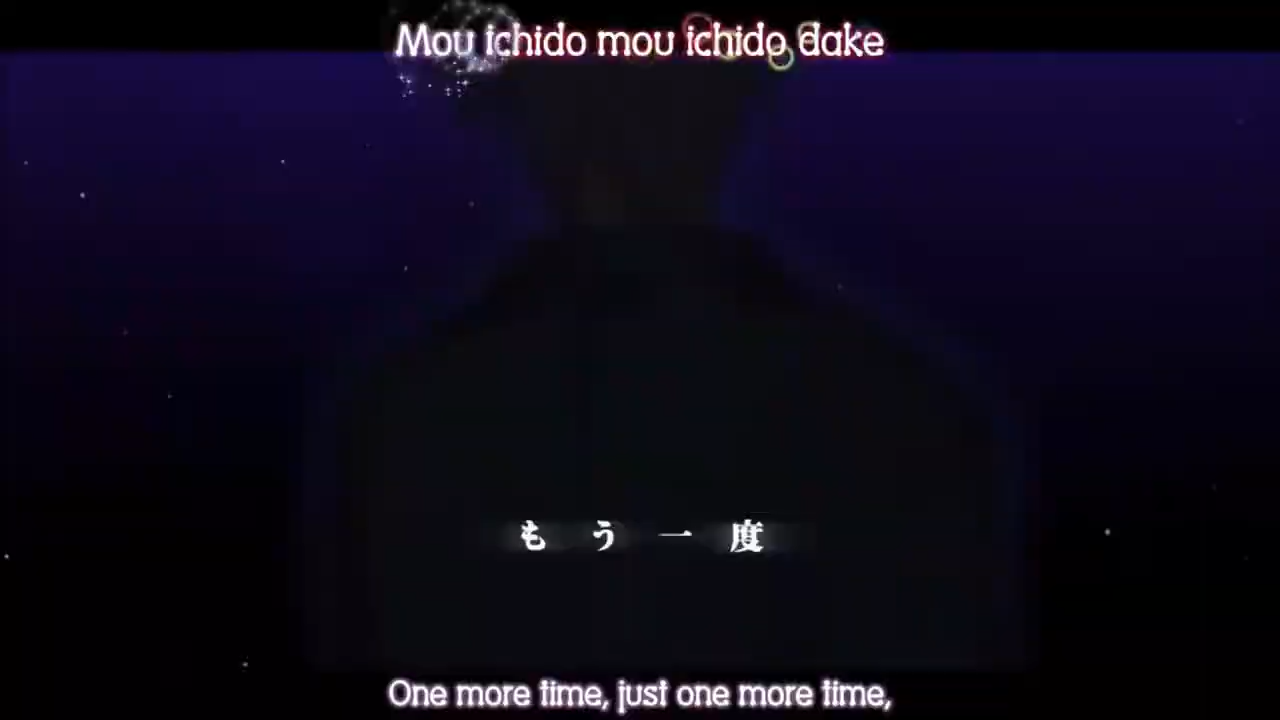 Mou ichido mou ichido dake
もう一度
One more time, just one more time,